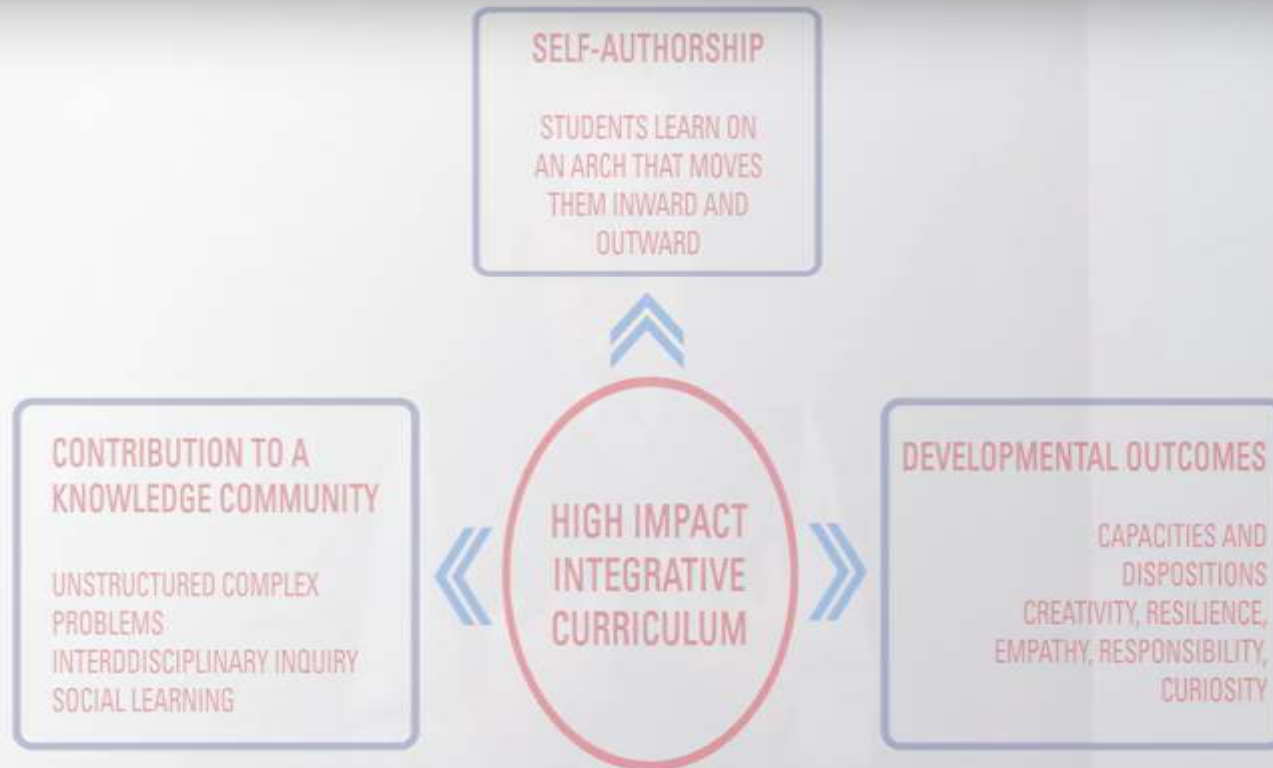 SELF-AUTHORSHIP
STUDENTS LEARN ON
AN ARCH THAT MOVES
THEM INWARD AND
OUTWARD
CONTRIBUTION TO A
KNOWLEDGE COMMUNITY
UNSTRUCTURED COMPLEX
PROBLEMS
INTERDDISCIPLINARY INQUIRY
SOCIAL LEARNING
HIGH IMPACT
INTEGRATIVE
CURRICULUM
DEVELOPMENTAL OUTCOMES
CAPACITIES AND
DISPOSITIONS
CREATIVITY, RESILIENCE,
EMPATHY, RESPONSIBILITY,
CURIOSITY